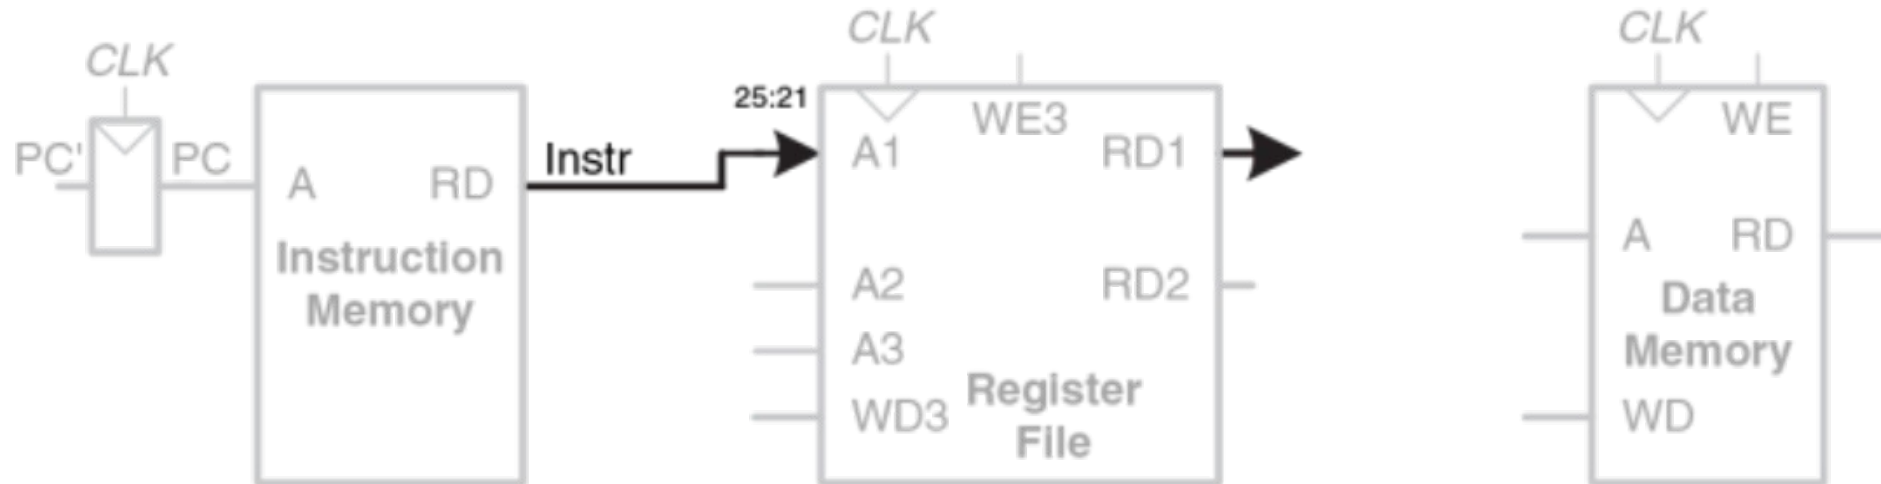 CLK
PC'
PC
A
RD
Instruction
Memory
Instr
25:21
CLK
WE3
A1
RD1
A2
RD2
A3
WD3
Register
File
CLK
WE
A
RD
Data
Memory
WD